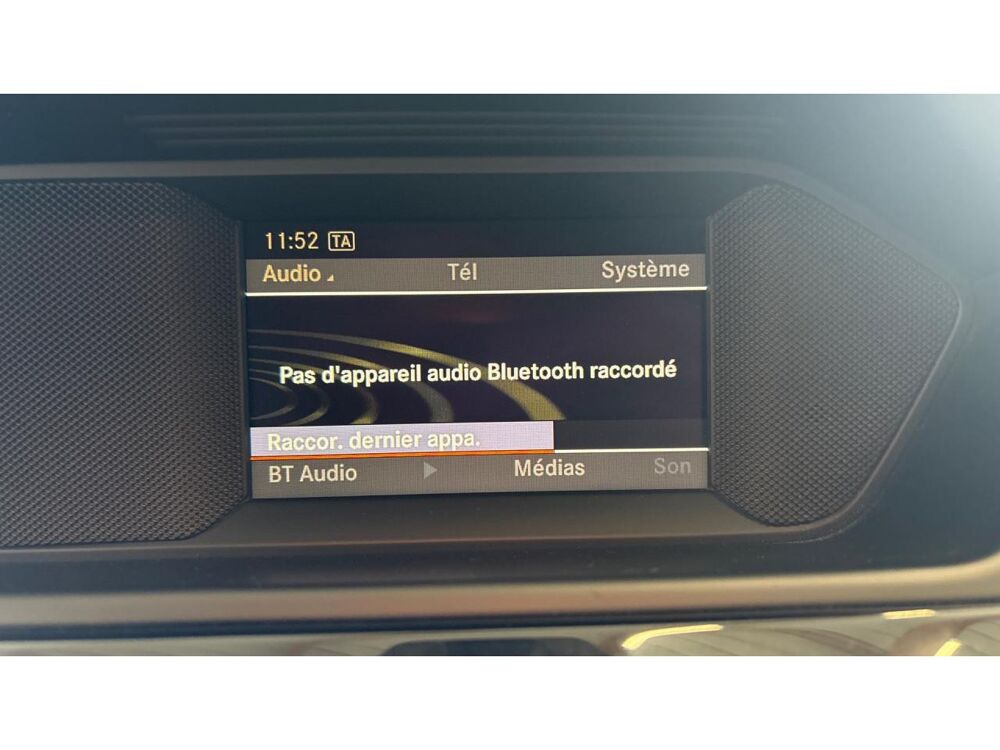 11:52 TA
Audio Tél Système
Pas d'appareil audio Bluetooth raccordé
Raccor. dernier appa.
BT Audio Médias Son